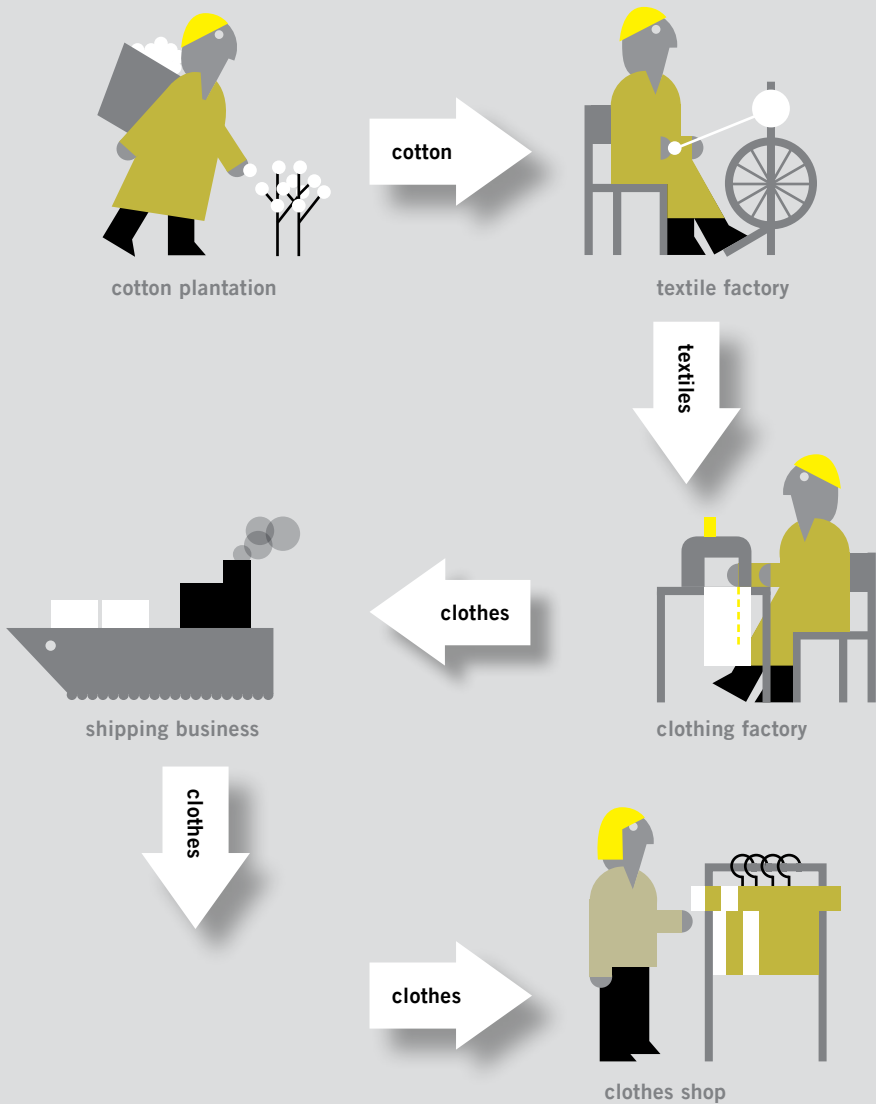 cotton
cotton plantation
textile factory
textiles
clothes
shipping business
clothing factory
clothes
clothes
clothes shop